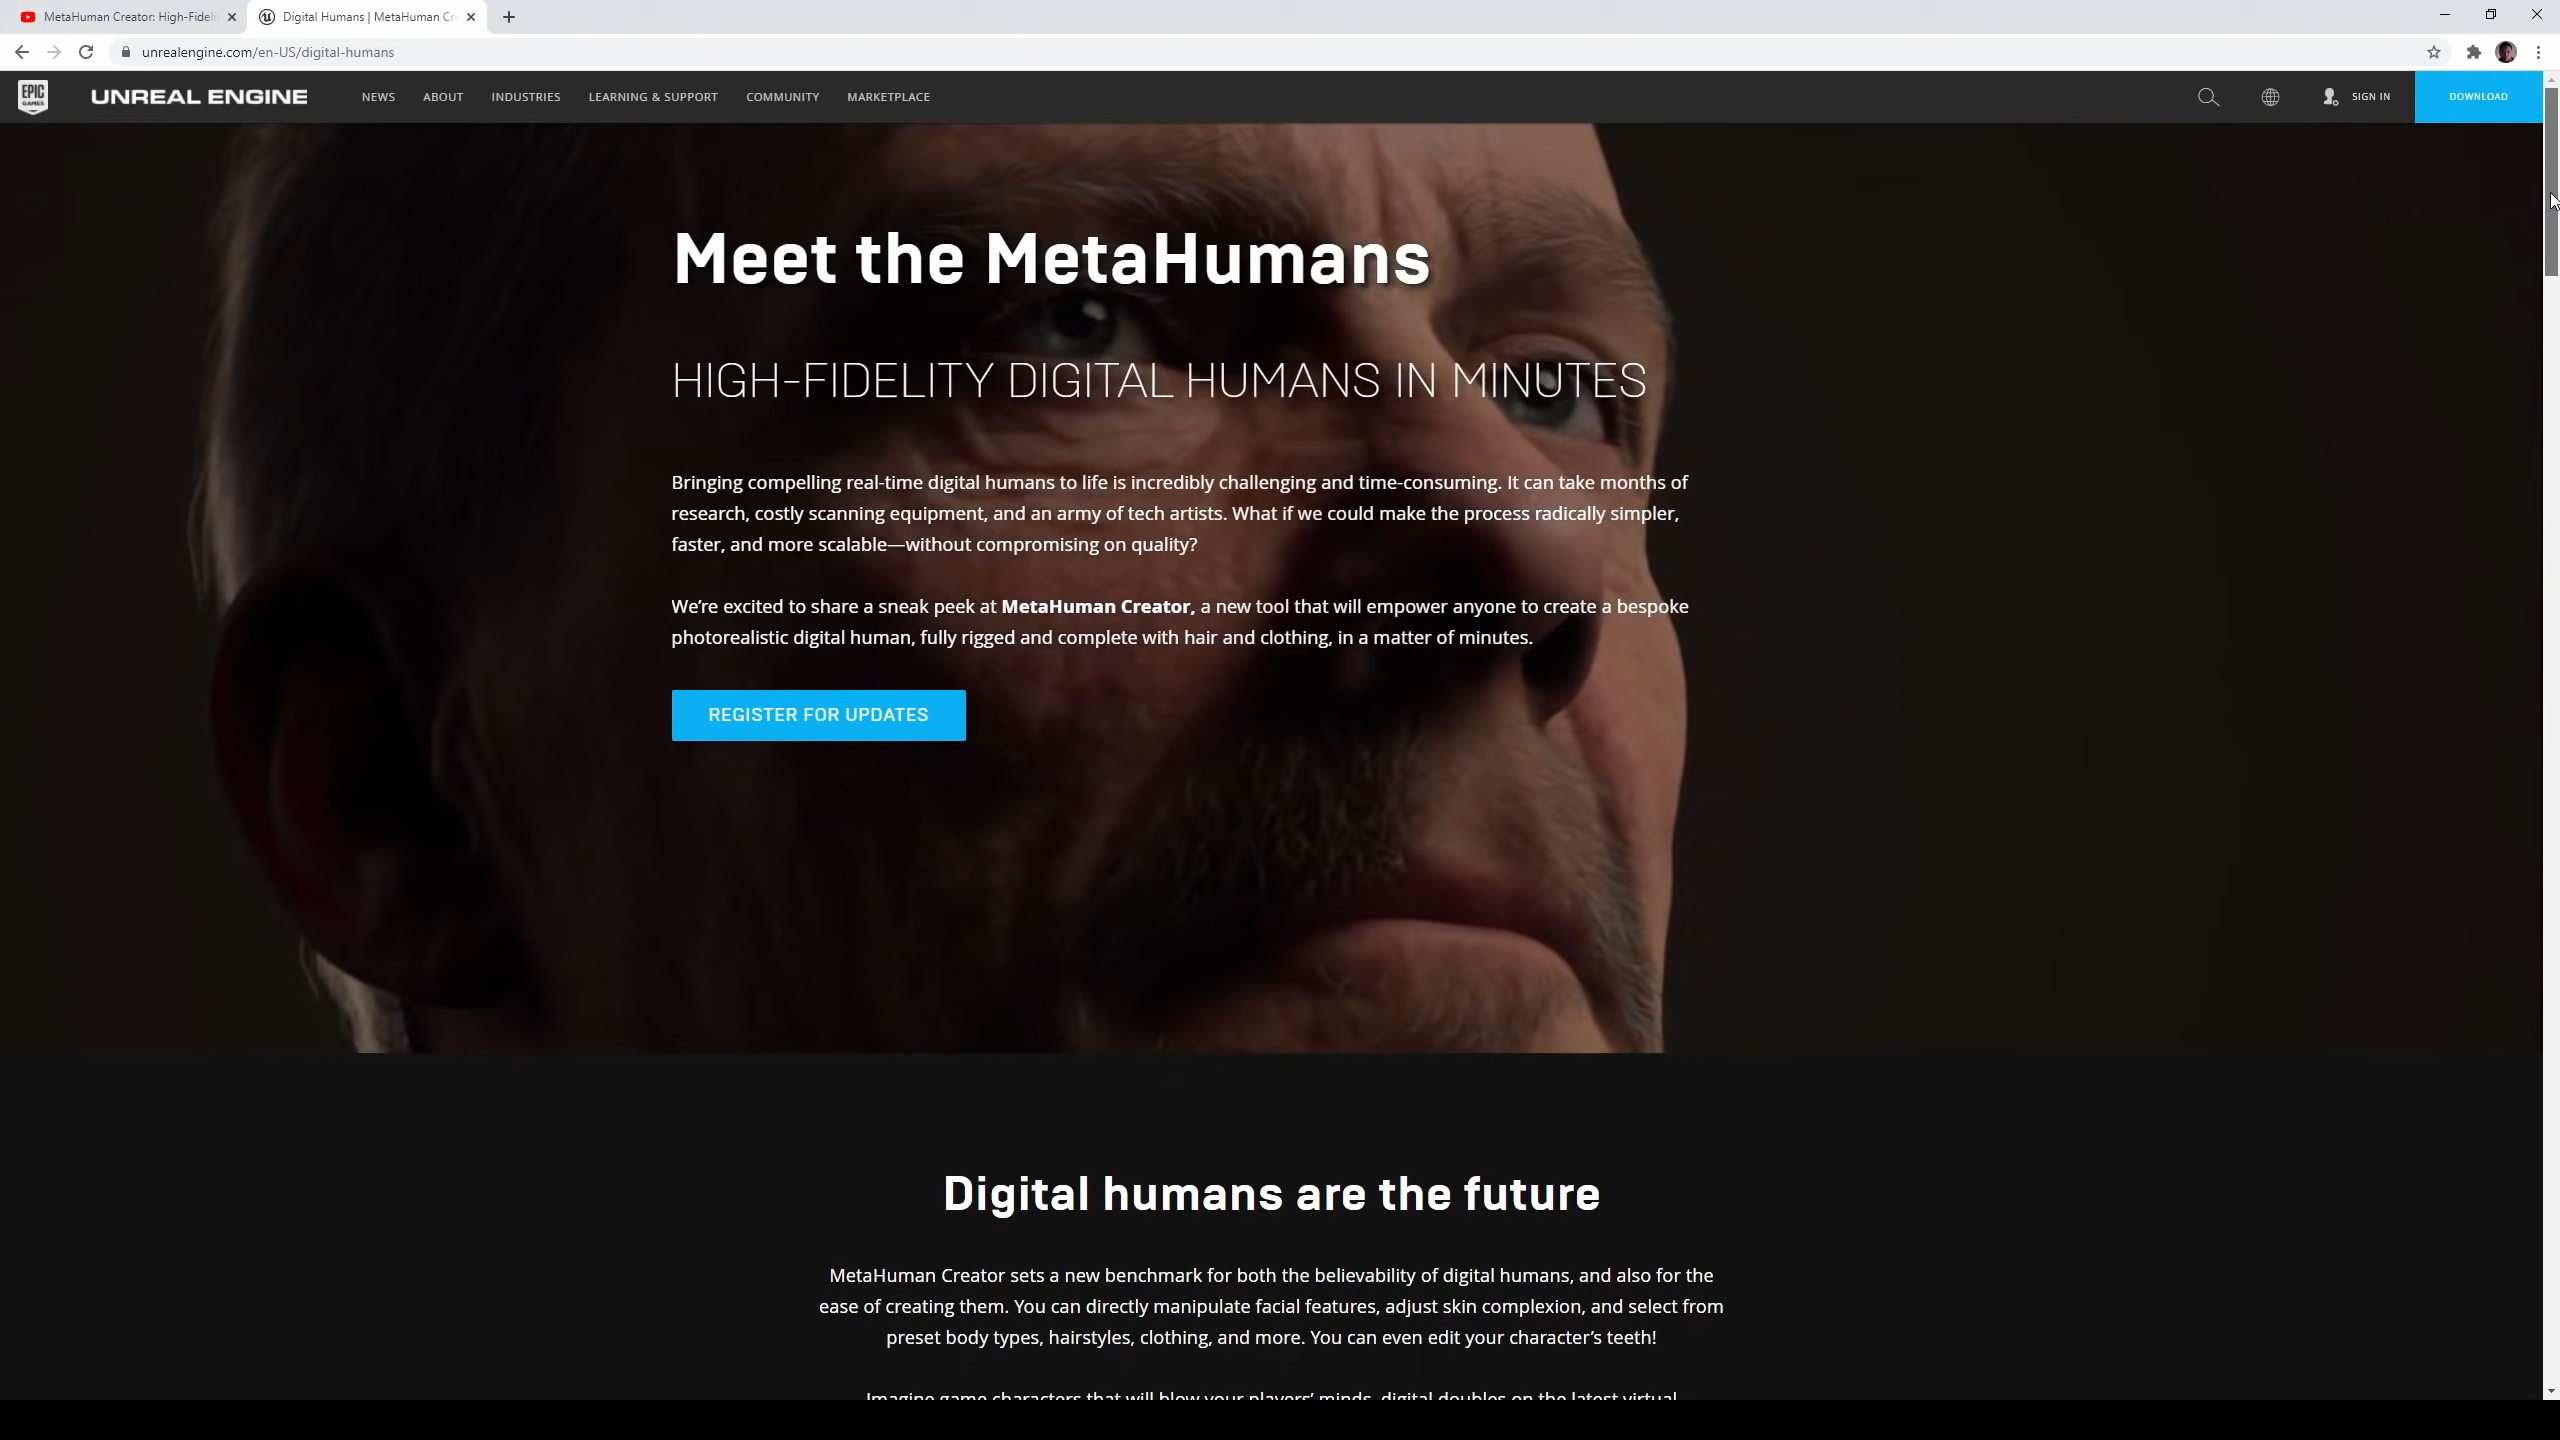 MetaHuman Creator: High-Fideli
Digital Humans | MetaHuman Cr
unrealengine.com/en-US/digital-humans
EPIC GAMES
UNREAL ENGINE
NEWS
ABOUT
INDUSTRIES
LEARNING & SUPPORT
COMMUNITY
MARKETPLACE
SIGN IN
DOWNLOAD
Meet the MetaHumans
HIGH-FIDELITY DIGITAL HUMANS IN MINUTES
Bringing compelling real-time digital humans to life is incredibly challenging and time-consuming. It can take months of
research, costly scanning equipment, and an army of tech artists. What if we could make the process radically simpler,
faster, and more scalable—without compromising on quality?
We’re excited to share a sneak peek at MetaHuman Creator, a new tool that will empower anyone to create a bespoke
photorealistic digital human, fully rigged and complete with hair and clothing, in a matter of minutes.
REGISTER FOR UPDATES
Digital humans are the future
MetaHuman Creator sets a new benchmark for both the believability of digital humans, and also for the
ease of creating them. You can directly manipulate facial features, adjust skin complexion, and select from
preset body types, hairstyles, clothing, and more. You can even edit your character’s teeth!
Imagine game characters that will blow your players’ minds, digital doubles on the latest virtual